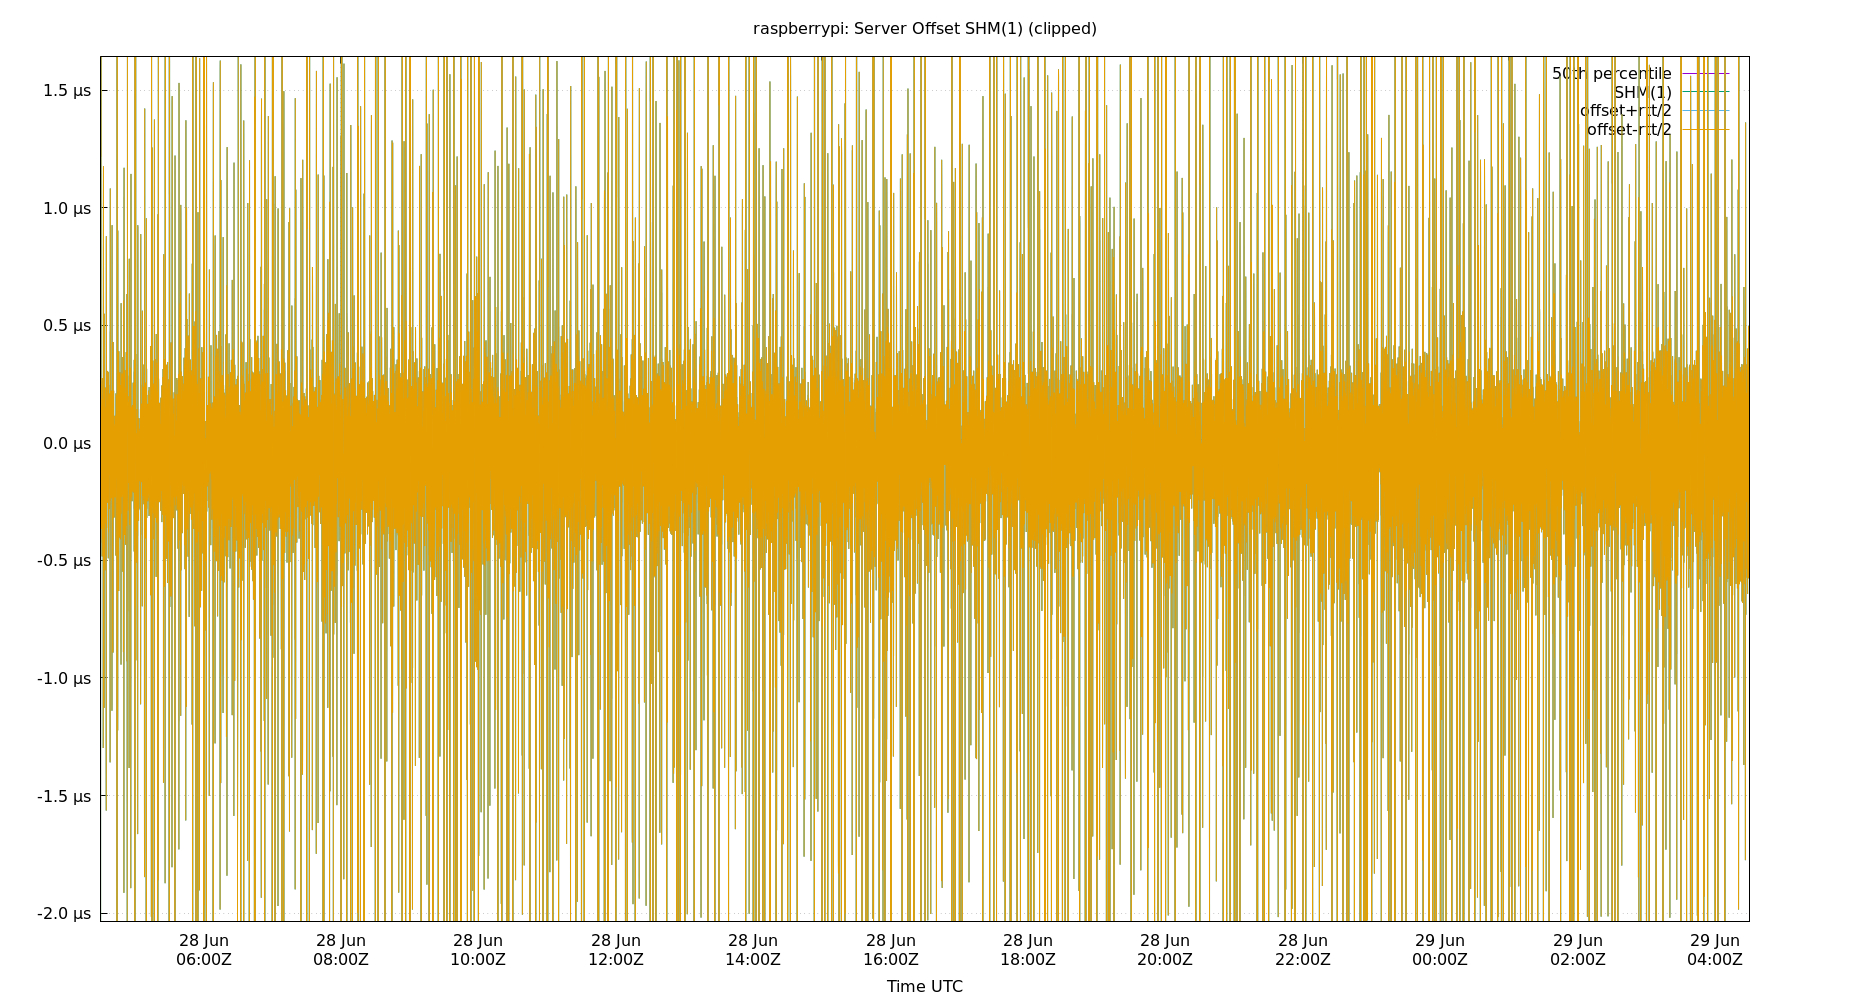 raspberrypi: Server Offset SHM(1) (clipped)
50th percentile
SHM(1)
offset+rtt/2
offset-rtt/2
1.5 µs
1.0 µs
0.5 µs
0.0 µs
-0.5 µs
-1.0 µs
-1.5 µs
-2.0 µs
28 Jun 28 Jun 28 Jun 28 Jun 28 Jun 28 Jun 28 Jun 28 Jun 28 Jun 29 Jun 29 Jun 29 Jun
06:00Z 08:00Z 10:00Z 12:00Z 14:00Z 16:00Z 18:00Z 20:00Z 22:00Z 00:00Z 02:00Z 04:00Z
Time UTC